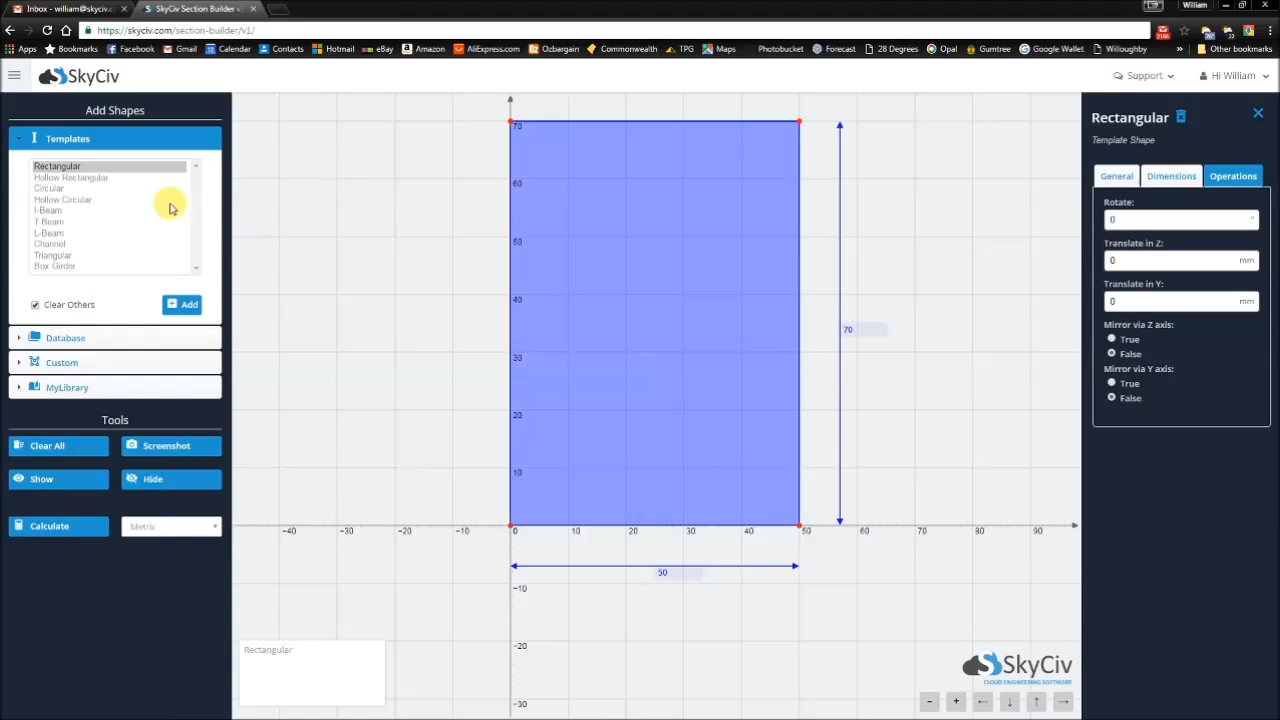 Inbox - william@skyciv.c
SkyCiv Section Builder v
William
https://skyciv.com/section-builder/v1/
Apps
Bookmarks
Facebook
Gmail
Calendar
Contacts
Hotmail
eBay
Amazon
AliExpress.com
Ozbargain
Commonwealth
TPG
Maps
Photobucket
Forecast
28 Degrees
Opal
Gumtree
Google Wallet
Willoughby
»
Other bookmarks
SkyCiv
Support
Hi William
Add Shapes
Templates
Rectangular
Hollow Rectangular
Circular
Hollow Circular
I-Beam
T-Beam
L-Beam
Channel
Triangular
Box Girder
Clear Others
Add
Database
Custom
MyLibrary
Tools
Clear All
Screenshot
Show
Hide
Calculate
Metric
70
60
50
40
30
20
10
70
-40
-30
-20
-10
0
10
20
30
40
50
60
70
80
90
50
-10
-20
-30
Rectangular
SkyCiv
CLOUD ENGINEERING SOFTWARE
- + ← ↓ ↑ →
Rectangular
Template Shape
General
Dimensions
Operations
Rotate:
0 °
Translate in Z:
0 mm
Translate in Y:
0 mm
Mirror via Z axis:
True
False
Mirror via Y axis:
True
False